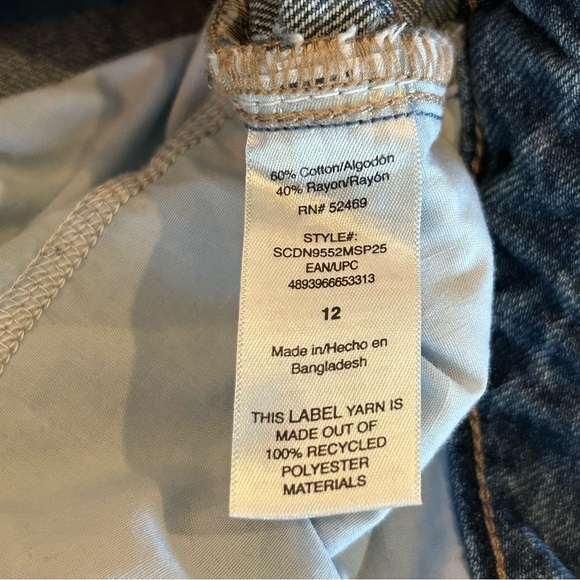 60% Cotton/Algodón
40% Rayon/Rayón
RN# 52469
STYLE#:
SCDN9552MSP25
EAN/UPC
4893966653313
12
Made in/Hecho en
Bangladesh
THIS LABEL YARN IS
MADE OUT OF
100% RECYCLED
POLYESTER
MATERIALS